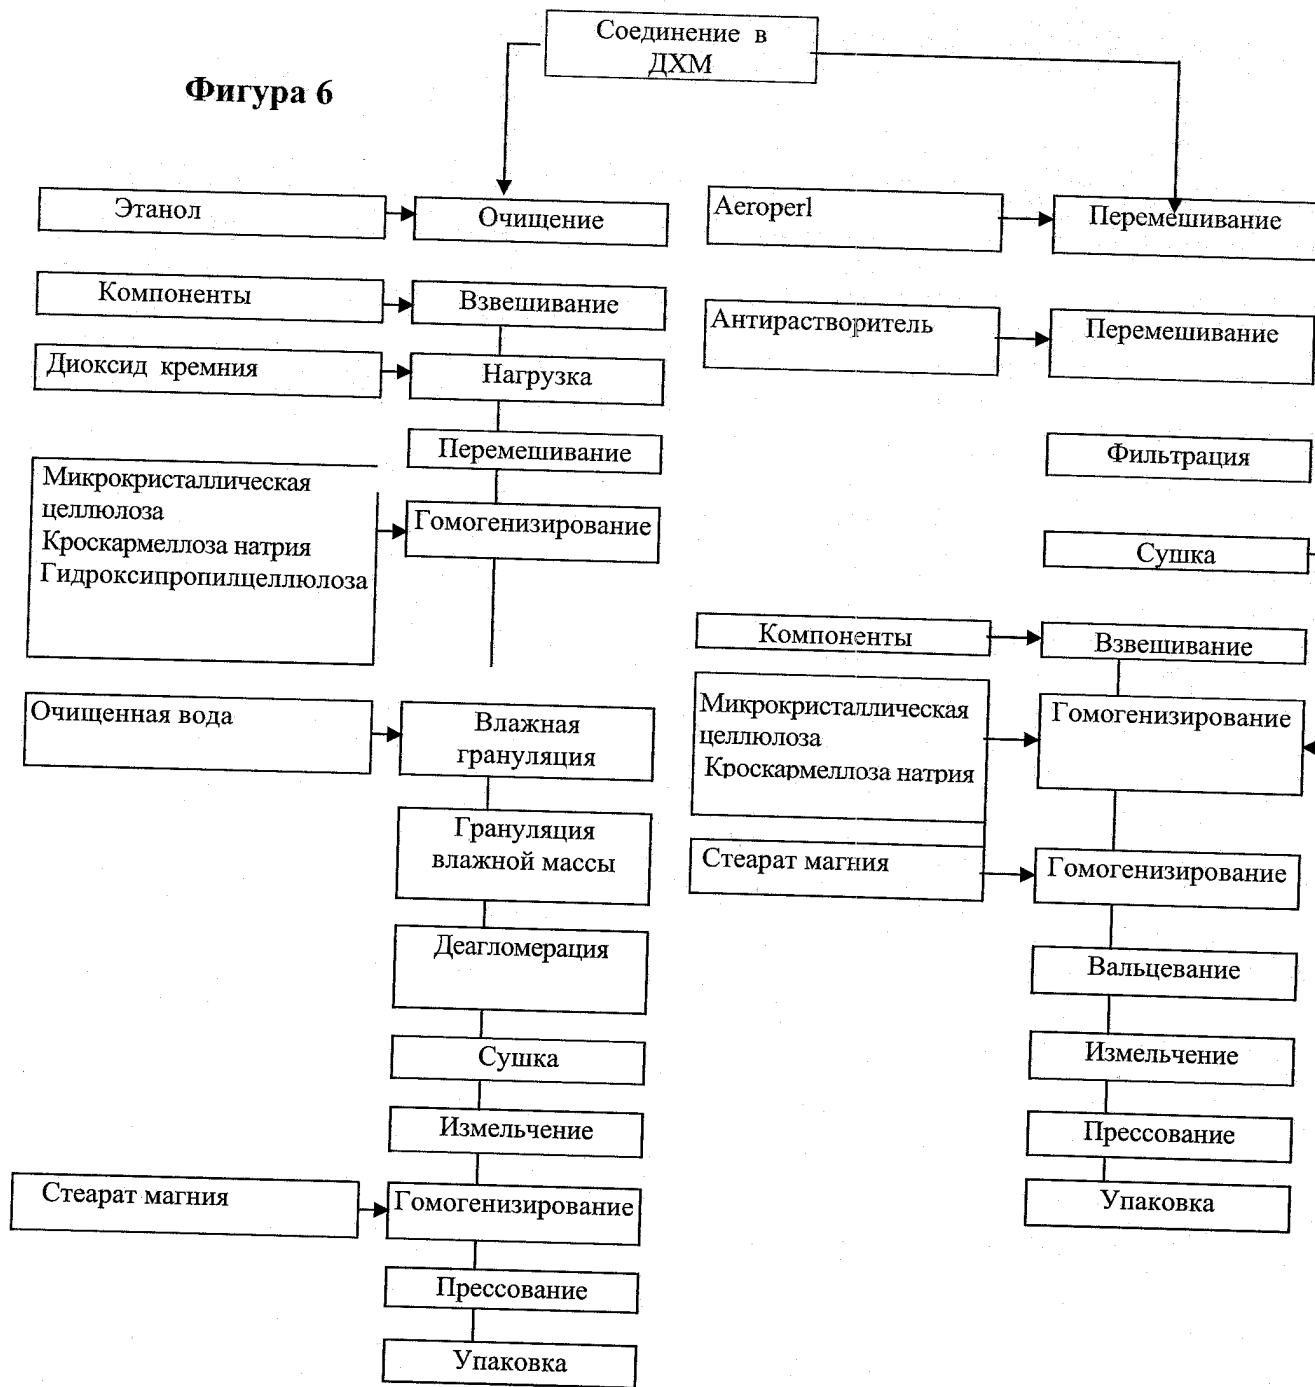 Соединение в
ДХМ
Фигура 6
Этанол
Очищение
Компоненты
Взвешивание
Диоксид кремния
Нагрузка
Перемешивание
Микрокристаллическая
целлюлоза
Кроскармеллоза натрия
Гидроксипропилцеллюлоза
Гомогенизирование
Очищенная вода
Влажная
грануляция
Грануляция
влажной массы
Деагломерация
Сушка
Измельчение
Стеарат магния
Гомогенизирование
Прессование
Упаковка
Aeroperl
Перемешивание
Антирастворитель
Перемешивание
Фильтрация
Сушка
Компоненты
Взвешивание
Микрокристаллическая
целлюлоза
Кроскармеллоза натрия
Гомогенизирование
Стеарат магния
Гомогенизирование
Вальцевание
Измельчение
Прессование
Упаковка